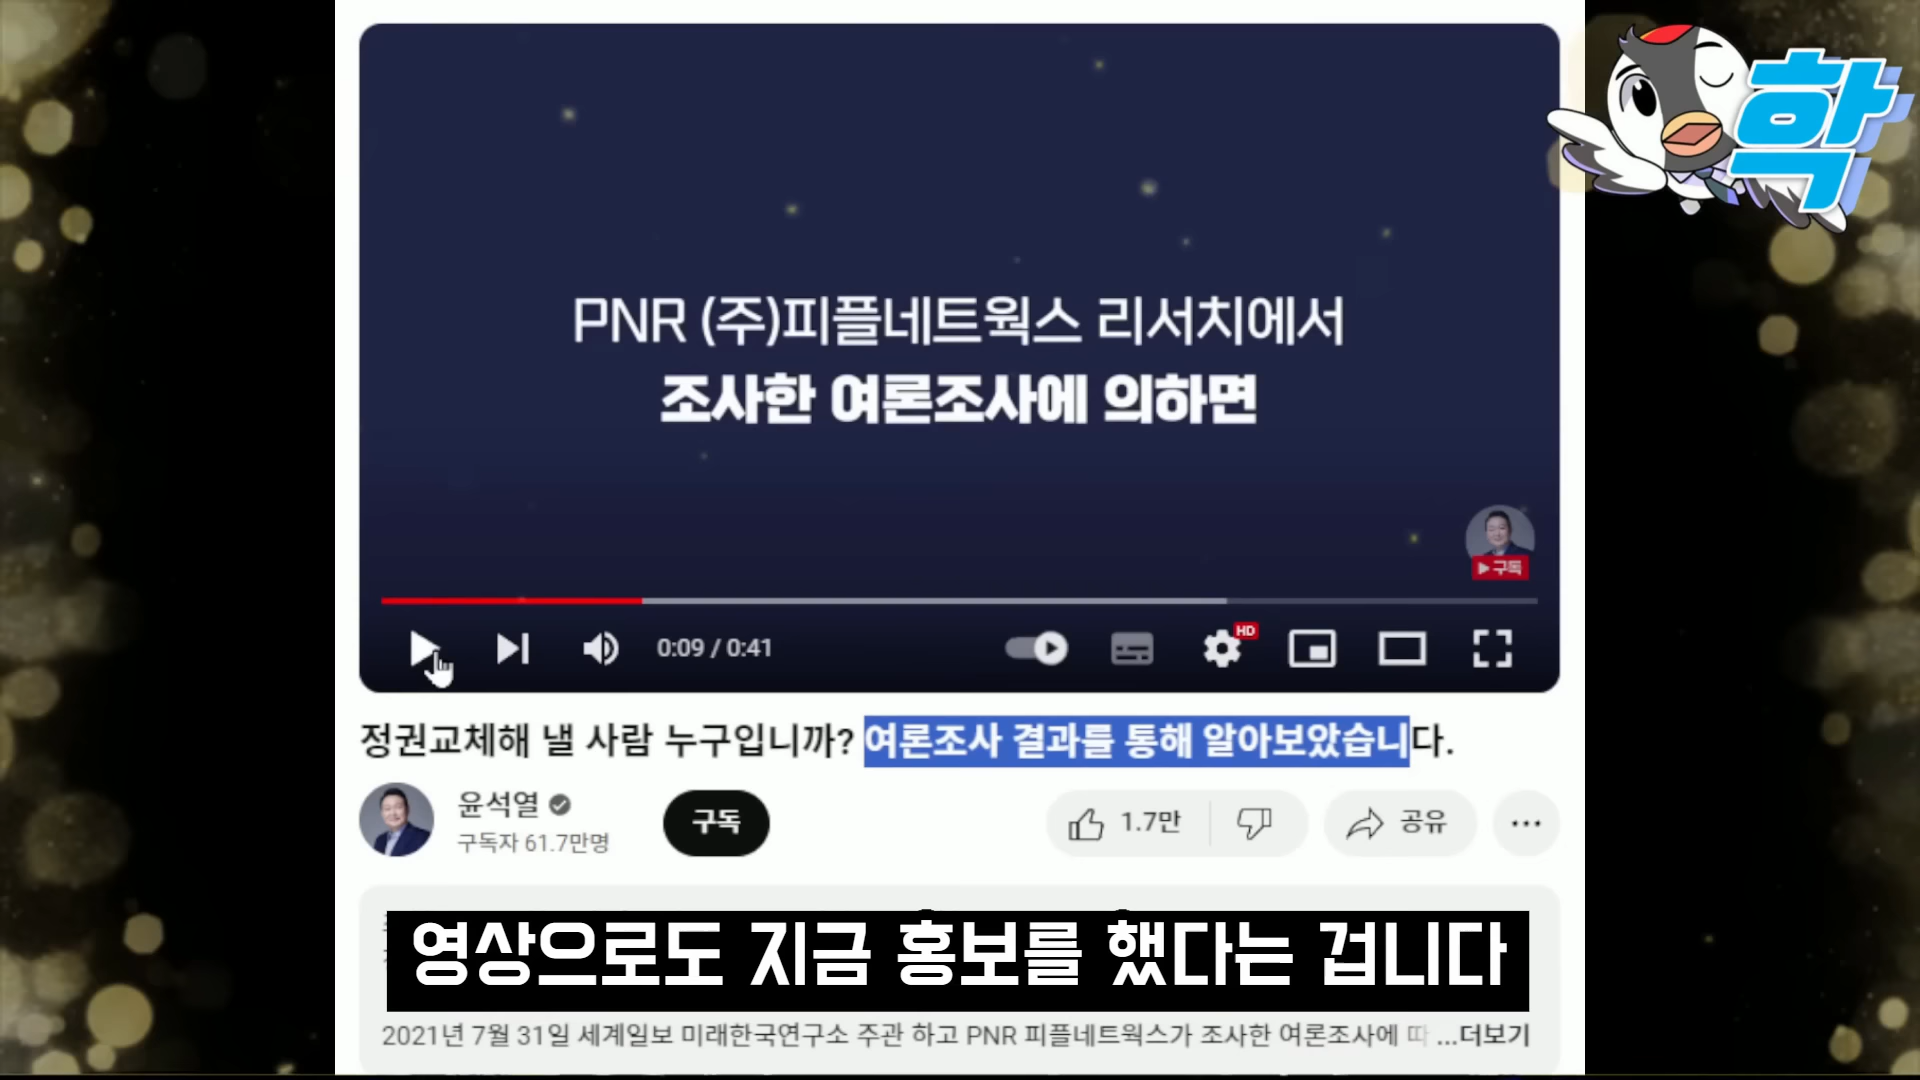 학
PNR (주)피플네트웍스 리서치에서
조사한 여론조사에 의하면
구독
0:09 / 0:41
HD
정권교체해 낼 사람 누구입니까? 여론조사 결과를 통해 알아보았습니다.
윤석열
구독자 61.7만명
구독
1.7만
공유
영상으로도 지금 홍보를 했다는 겁니다
2021년 7월 31일 세계일보 미래한국연구소 주관 하고 PNR 피플네트웍스가 조사한 여론조사에 따 ...더보기